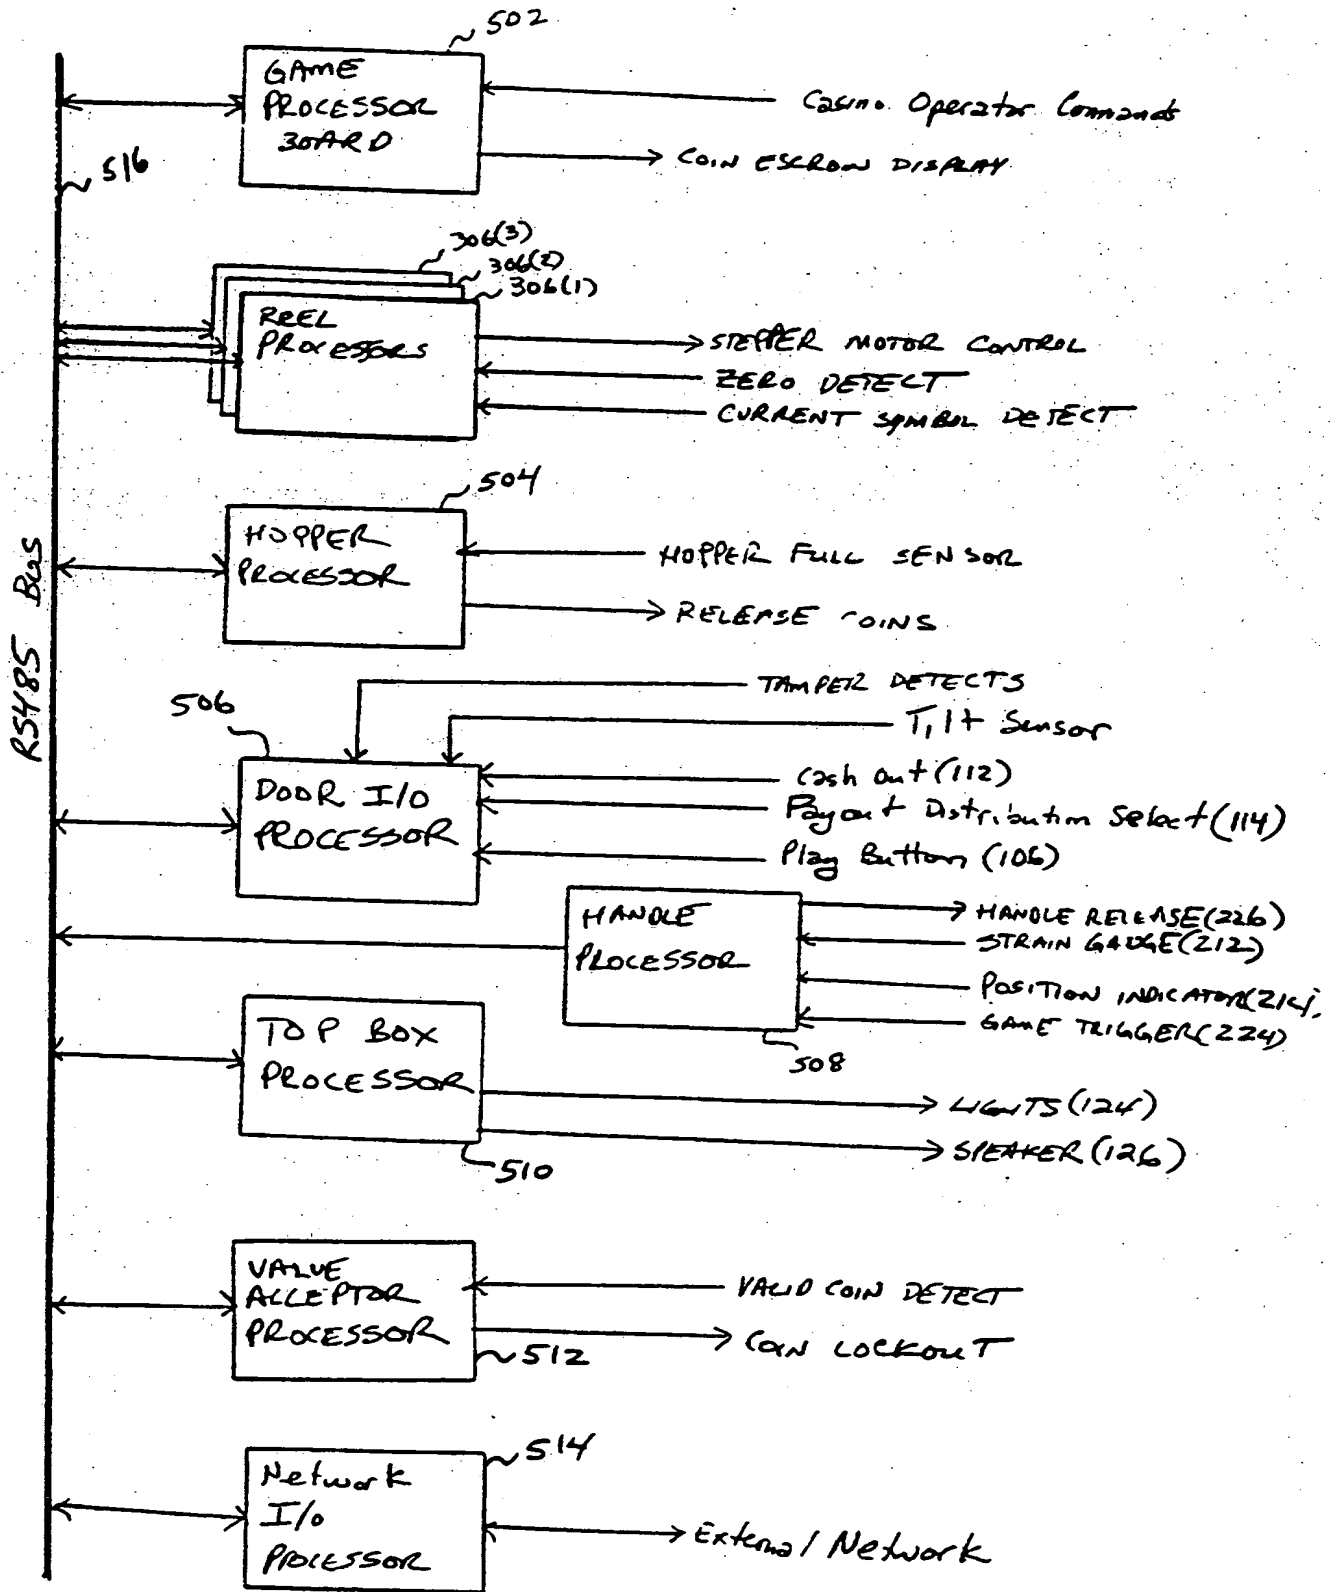 502
GAME
PROCESSOR
BOARD
Casino Operator Commands
COIN ESCROW DISPLAY
516
306(3)
306(2)
306(1)
REEL
PROCESSORS
STEPPER MOTOR CONTROL
ZERO DETECT
CURRENT SYMBOL DETECT
504
HOPPER
PROCESSOR
HOPPER FULL SENSOR
RELEASE COINS
RS485 Bus
506
TAMPER DETECTS
Tilt Sensor
DOOR I/O
PROCESSOR
Cash Out (112)
Payout Distribution Select (114)
Play Button (106)
HANDLE
PROCESSOR
HANDLE RELEASE (226)
STRAIN GAUGE (212)
POSITION INDICATOR (214)
GAME TRIGGER (224)
508
TOP BOX
PROCESSOR
LIGHTS (124)
SPEAKER (126)
510
VALUE
ACCEPTOR
PROCESSOR
VALID COIN DETECT
COIN LOCKOUT
512
514
Network
I/O
PROCESSOR
External Network